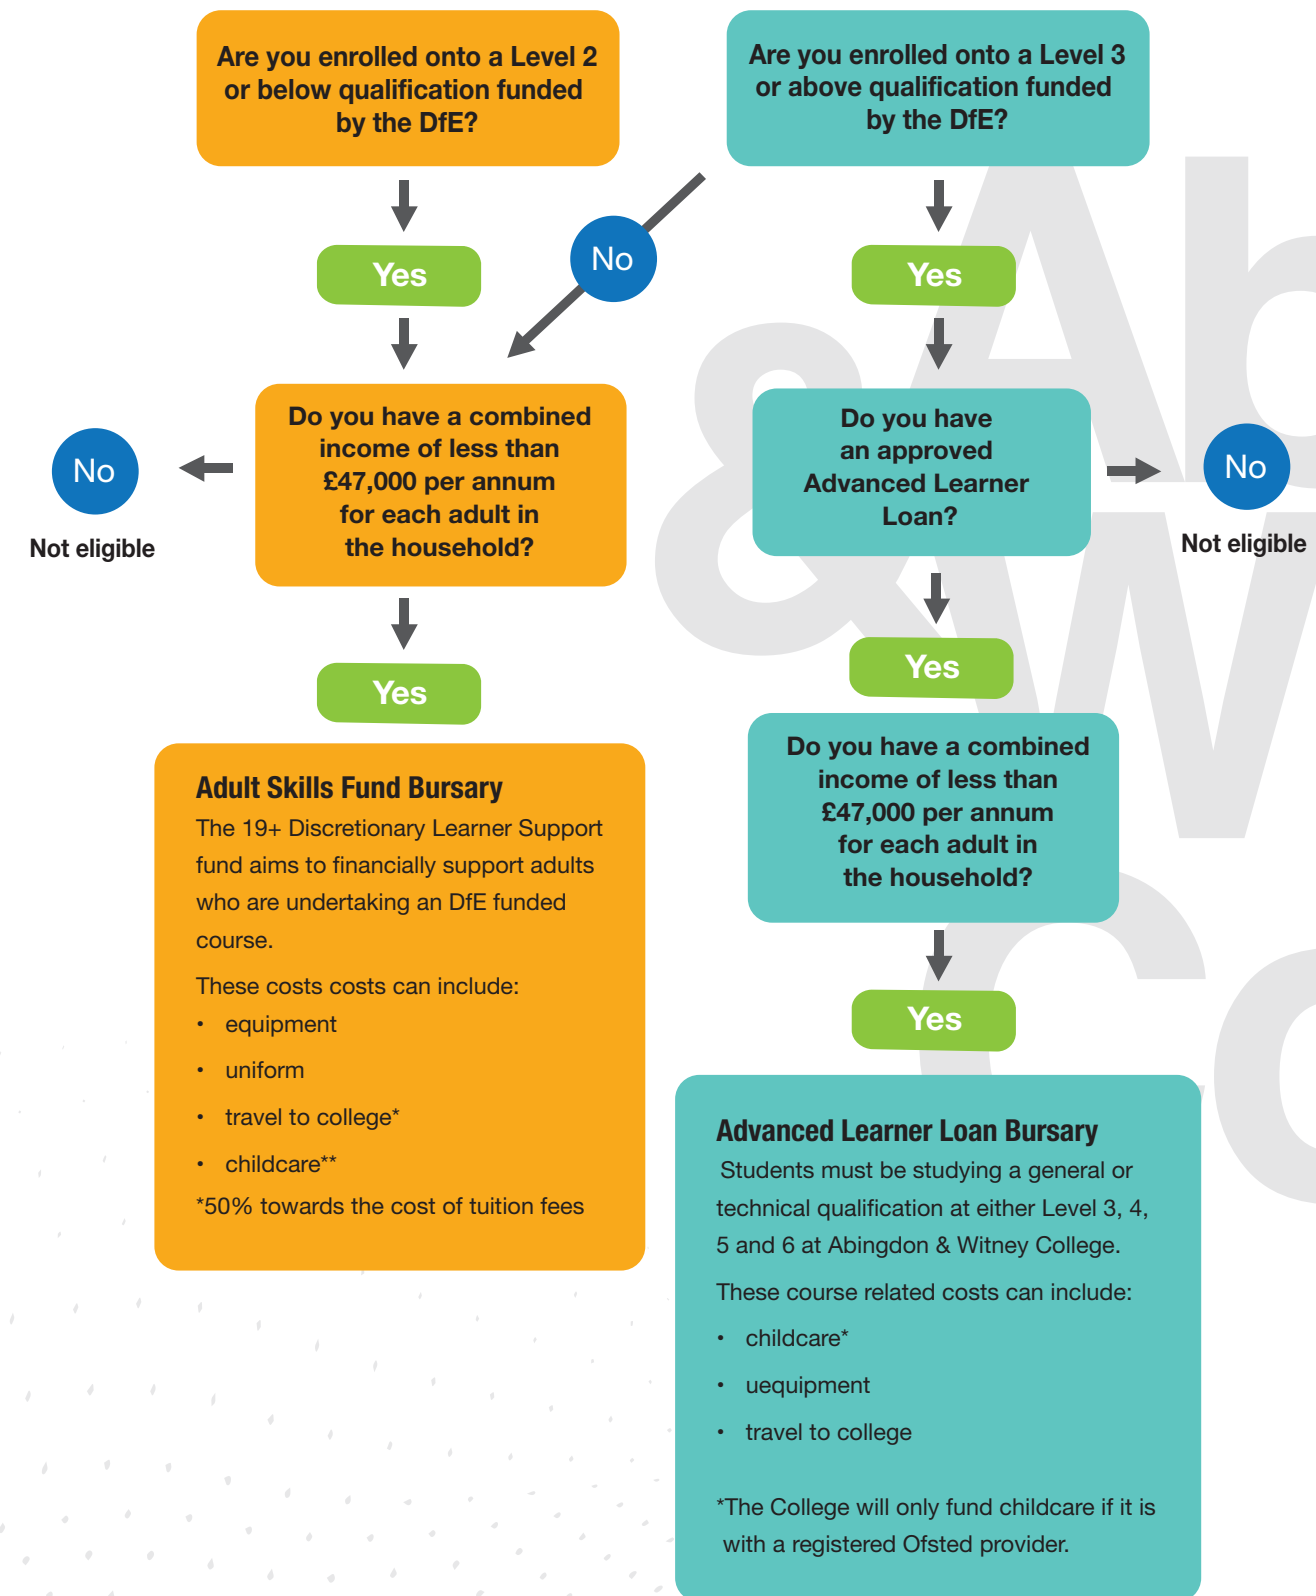 Are you enrolled onto a Level 2
or below qualification funded
by the DfE?
Yes
Do you have a combined
income of less than
£47,000 per annum
for each adult in
the household?
No
Not eligible
Yes
Adult Skills Fund Bursary
The 19+ Discretionary Learner Support
fund aims to financially support adults
who are undertaking an DfE funded
course.
These costs costs can include:
• equipment
• uniform
• travel to college*
• childcare**
*50% towards the cost of tuition fees
Are you enrolled onto a Level 3
or above qualification funded
by the DfE?
No
Yes
Do you have
an approved
Advanced Learner
Loan?
No
Not eligible
Yes
Do you have a combined
income of less than
£47,000 per annum
for each adult in
the household?
Yes
Advanced Learner Loan Bursary
Students must be studying a general or
technical qualification at either Level 3, 4,
5 and 6 at Abingdon & Witney College.
These course related costs can include:
• childcare*
• uequipment
• travel to college
*The College will only fund childcare if it is
with a registered Ofsted provider.
Ab
& W
Co